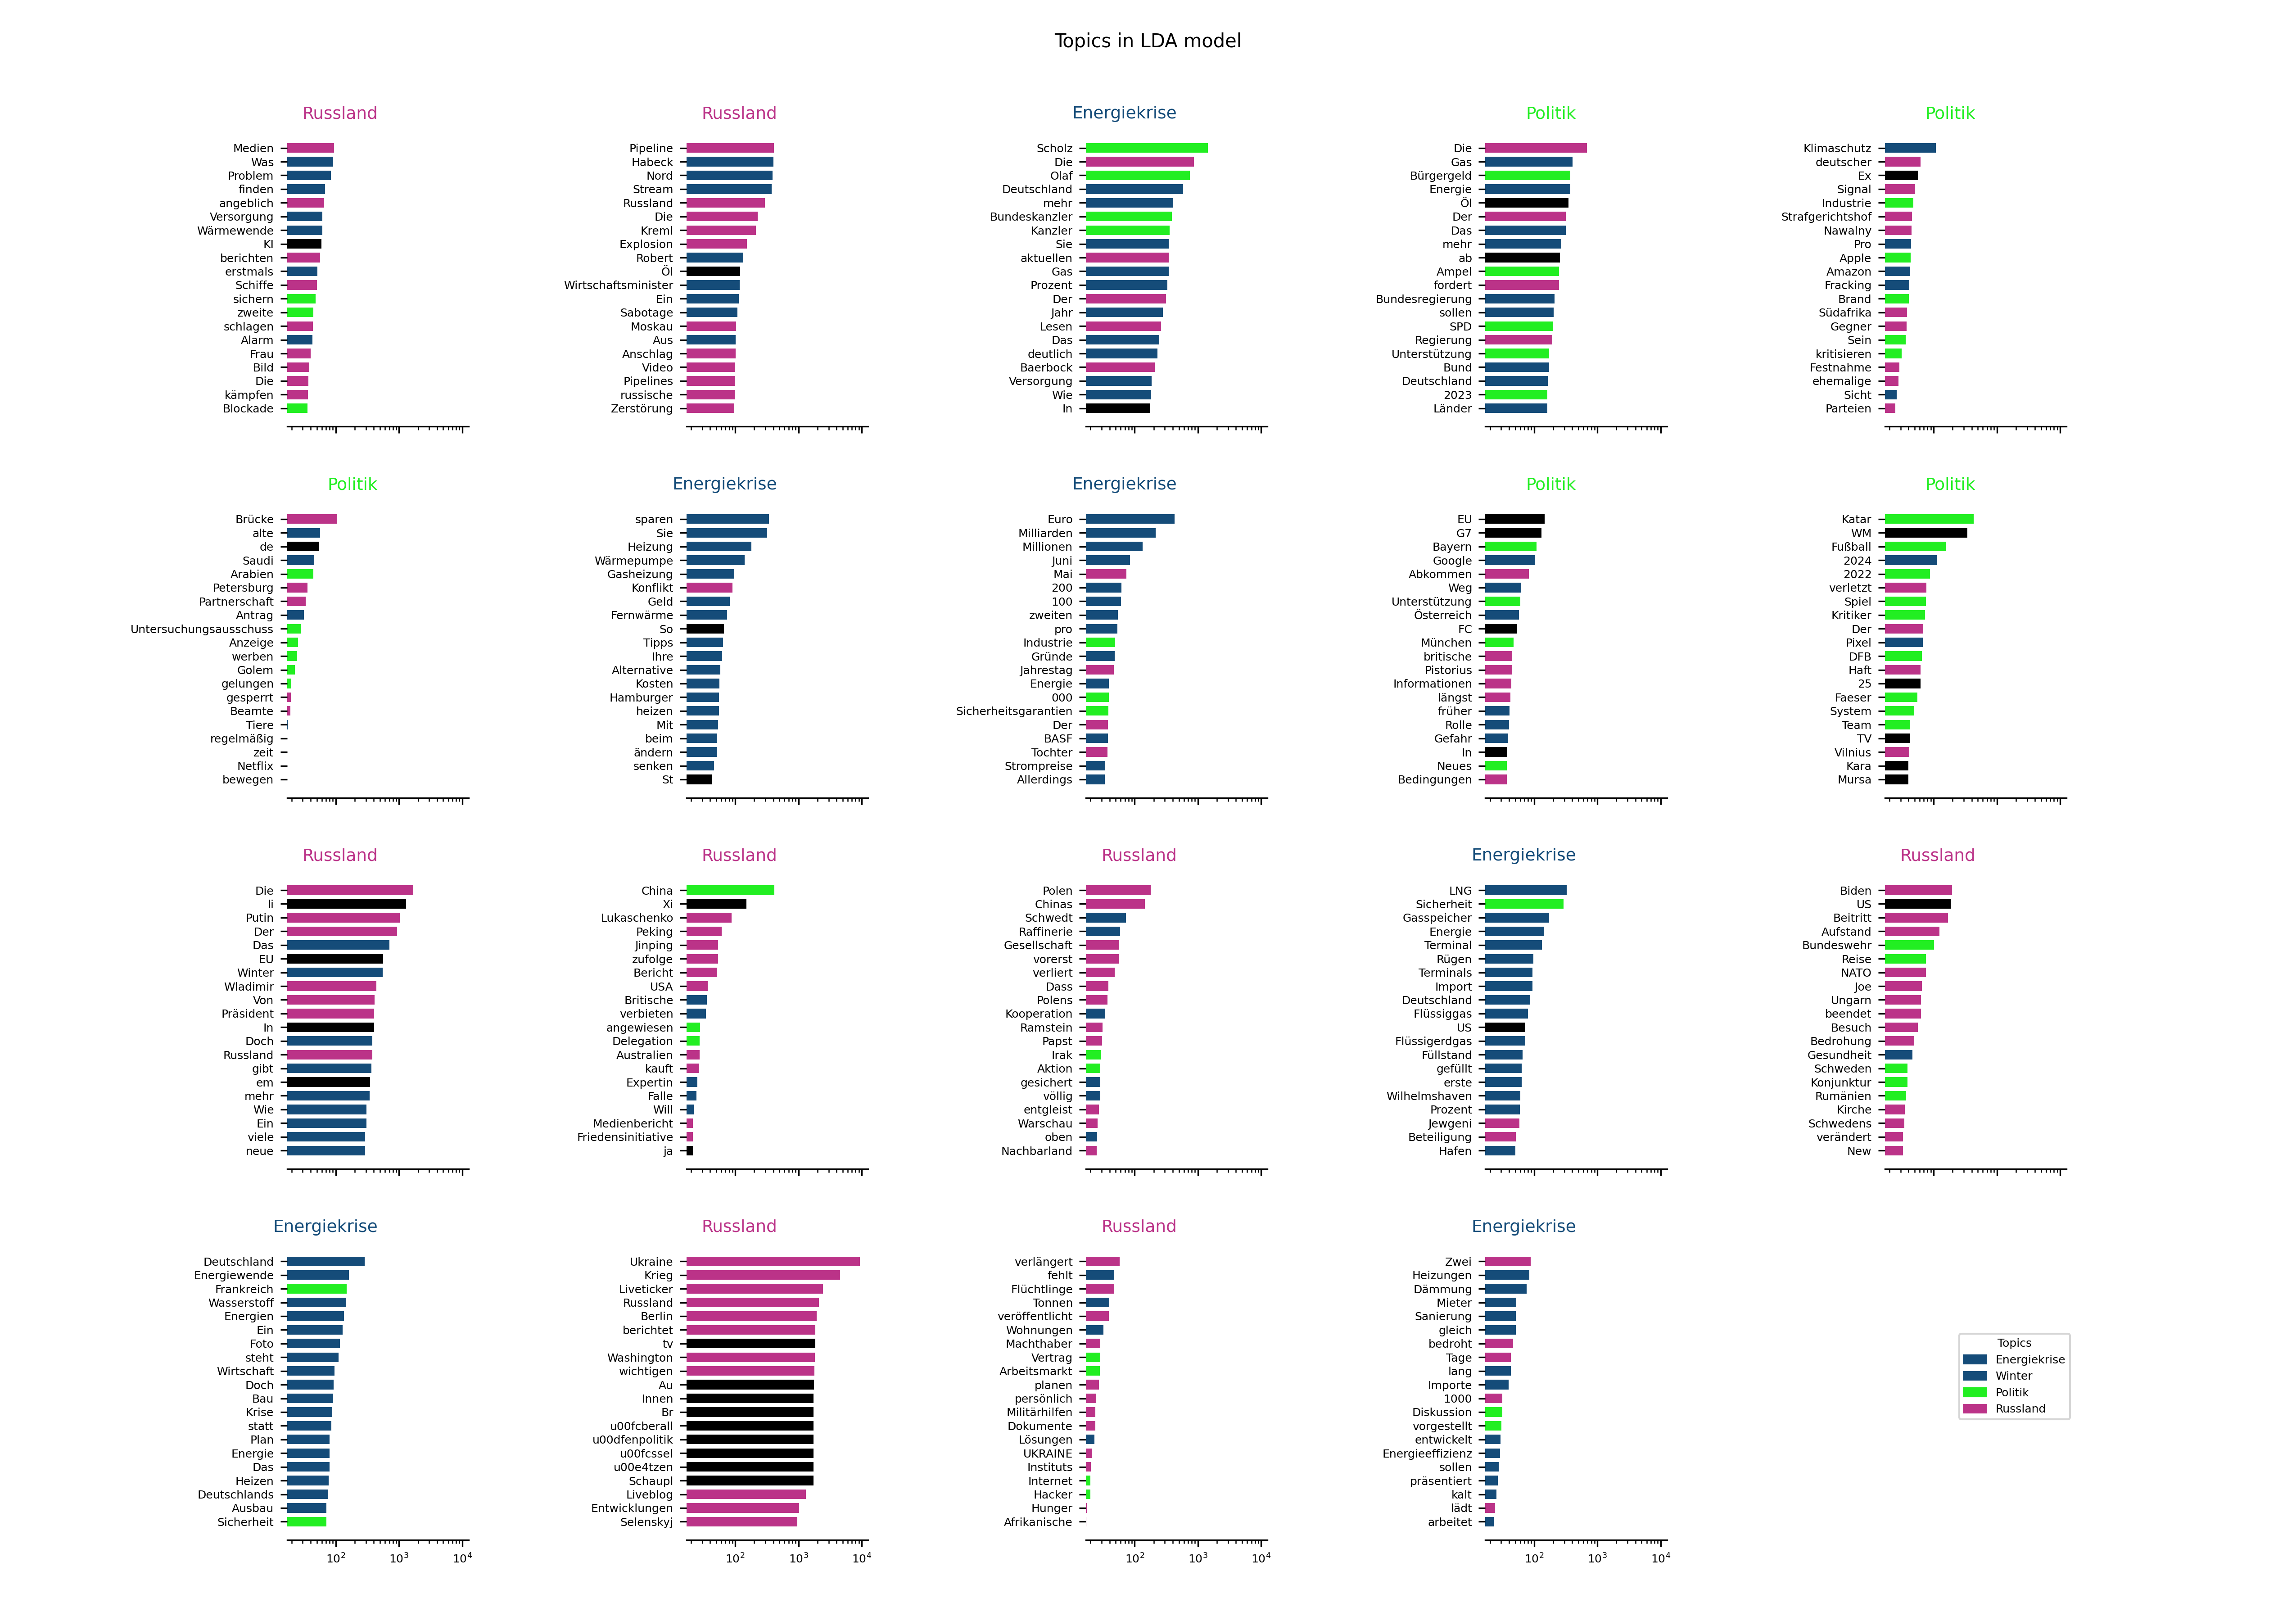 Topics in LDA model
Russland
Medien
Was
Problem
finden
angeblich
Versorgung
Wärmewende
KI
berichten
erstmals
Schiffe
sichern
zweite
schlagen
Alarm
Frau
Bild
Die
kämpfen
Blockade
Russland
Pipeline
Habeck
Nord
Stream
Russland
Die
Kreml
Explosion
Robert
Öl
Wirtschaftsminister
Ein
Sabotage
Moskau
Aus
Anschlag
Video
Pipelines
russische
Zerstörung
Energiekrise
Scholz
Die
Olaf
Deutschland
mehr
Bundeskanzler
Kanzler
Sie
aktuellen
Gas
Prozent
Der
Jahr
Lesen
Das
deutlich
Baerbock
Versorgung
Wie
In
Politik
Die
Gas
Bürgergeld
Energie
Öl
Der
Das
mehr
ab
Ampel
fordert
Bundesregierung
sollen
SPD
Regierung
Unterstützung
Bund
Deutschland
2023
Länder
Politik
Klimaschutz
deutscher
Ex
Signal
Industrie
Strafgerichtshof
Nawalny
Pro
Apple
Amazon
Fracking
Brand
Südafrika
Gegner
Sein
kritisieren
Festnahme
ehemalige
Sicht
Parteien
Politik
Brücke
alte
de
Saudi
Arabien
Petersburg
Partnerschaft
Antrag
Untersuchungsausschuss
Anzeige
werben
Golem
gelungen
gesperrt
Beamte
Tiere
regelmäßig
zeit
Netflix
bewegen
Energiekrise
sparen
Sie
Heizung
Wärmepumpe
Gasheizung
Konflikt
Geld
Fernwärme
So
Tipps
Ihre
Alternative
Kosten
Hamburger
heizen
Mit
beim
ändern
senken
St
Energiekrise
Euro
Milliarden
Millionen
Juni
Mai
200
100
zweiten
pro
Industrie
Gründe
Jahrestag
Energie
000
Sicherheitsgarantien
Der
BASF
Tochter
Strompreise
Allerdings
Politik
EU
G7
Bayern
Google
Abkommen
Weg
Unterstützung
Österreich
FC
München
britische
Pistorius
Informationen
längst
früher
Rolle
Gefahr
In
Neues
Bedingungen
Politik
Katar
WM
Fußball
2024
2022
verletzt
Spiel
Kritiker
Der
Pixel
DFB
Haft
25
Faeser
System
Team
TV
Vilnius
Kara
Mursa
Russland
Die
li
Putin
Der
Das
EU
Winter
Wladimir
Von
Präsident
In
Doch
Russland
gibt
em
mehr
Wie
Ein
viele
neue
Russland
China
Xi
Lukaschenko
Peking
Jinping
zufolge
Bericht
USA
Britische
verbieten
angewiesen
Delegation
Australien
kauft
Expertin
Falle
Will
Medienbericht
Friedensinitiative
ja
Russland
Polen
Chinas
Schwedt
Raffinerie
Gesellschaft
vorerst
verliert
Dass
Polens
Kooperation
Ramstein
Papst
Irak
Aktion
gesichert
völlig
entgleist
Warschau
oben
Nachbarland
Energiekrise
LNG
Sicherheit
Gasspeicher
Energie
Terminal
Rügen
Terminals
Import
Deutschland
Flüssiggas
US
Flüssigerdgas
Füllstand
gefüllt
erste
Wilhelmshaven
Prozent
Jewgeni
Beteiligung
Hafen
Russland
Biden
US
Beitritt
Aufstand
Bundeswehr
Reise
NATO
Joe
Ungarn
beendet
Besuch
Bedrohung
Gesundheit
Schweden
Konjunktur
Rumänien
Kirche
Schwedens
verändert
New
Energiekrise
Deutschland
Energiewende
Frankreich
Wasserstoff
Energien
Ein
Foto
steht
Wirtschaft
Doch
Bau
Krise
statt
Plan
Energie
Das
Heizen
Deutschlands
Ausbau
Sicherheit
10² 10³ 10⁴
Russland
Ukraine
Krieg
Liveticker
Russland
Berlin
berichtet
tv
Washington
wichtigen
Au
Innen
Br
u00fcberall
u00dfenpolitik
u00fcssel
u00e4tzen
Schaupl
Liveblog
Entwicklungen
Selenskyj
10² 10³ 10⁴
Russland
verlängert
fehlt
Flüchtlinge
Tonnen
veröffentlicht
Wohnungen
Machthaber
Vertrag
Arbeitsmarkt
planen
persönlich
Militärhilfen
Dokumente
Lösungen
UKRAINE
Instituts
Internet
Hacker
Hunger
Afrikanische
10² 10³ 10⁴
Energiekrise
Zwei
Heizungen
Dämmung
Mieter
Sanierung
gleich
bedroht
Tage
lang
Importe
1000
Diskussion
vorgestellt
entwickelt
Energieeffizienz
sollen
präsentiert
kalt
lädt
arbeitet
10² 10³ 10⁴
Topics
Energiekrise
Winter
Politik
Russland